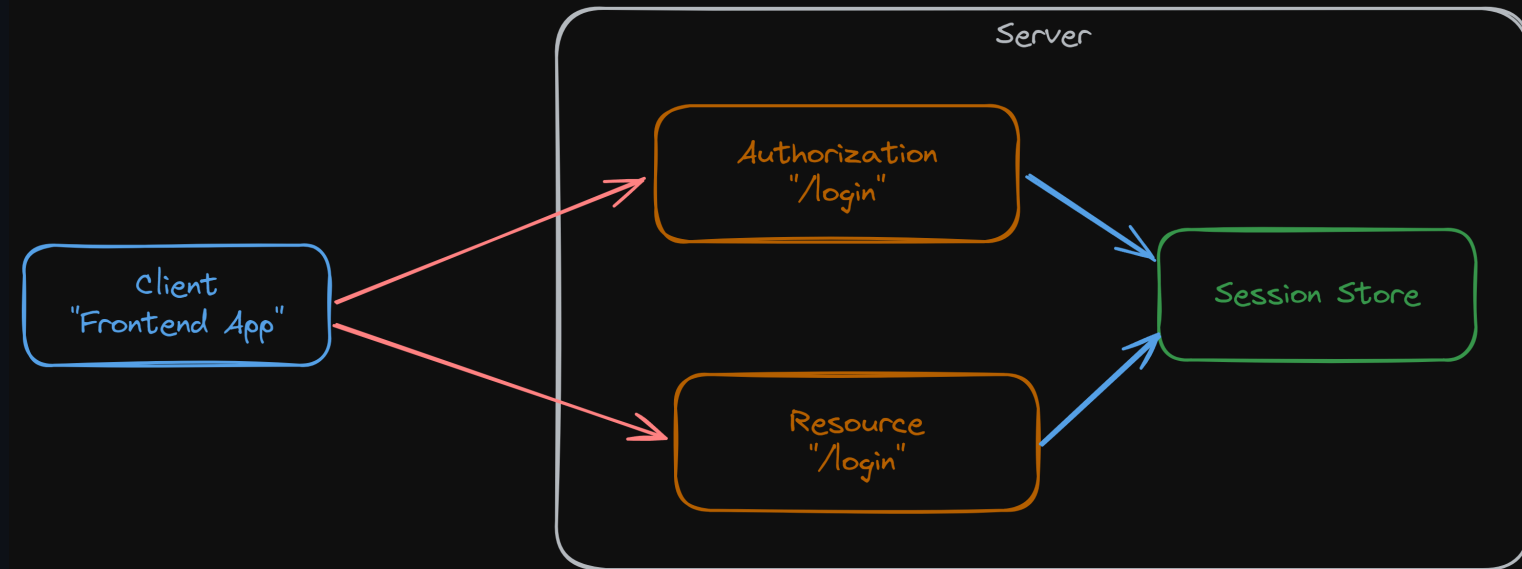 Server
Authorization
"/login"
Client
"Frontend App"
Session Store
Resource
"/login"